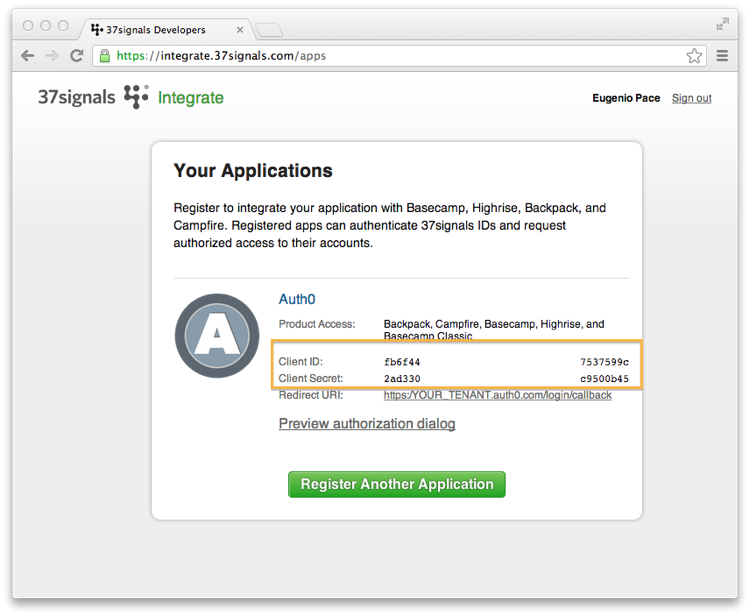 37signals Developers
https://integrate.37signals.com/apps
37signals Integrate
Eugenio Pace Sign out
Your Applications
Register to integrate your application with Basecamp, Highrise, Backpack, and
Campfire. Registered apps can authenticate 37signals IDs and request
authorized access to their accounts.
A
Auth0
Product Access: Backpack, Campfire, Basecamp, Highrise, and
Basecamp Classic
Client ID: fb6f44 7537599c
Client Secret: 2ad330 c9500b45
Redirect URI: https:/YOUR_TENANT.auth0.com/login/callback
Preview authorization dialog
Register Another Application